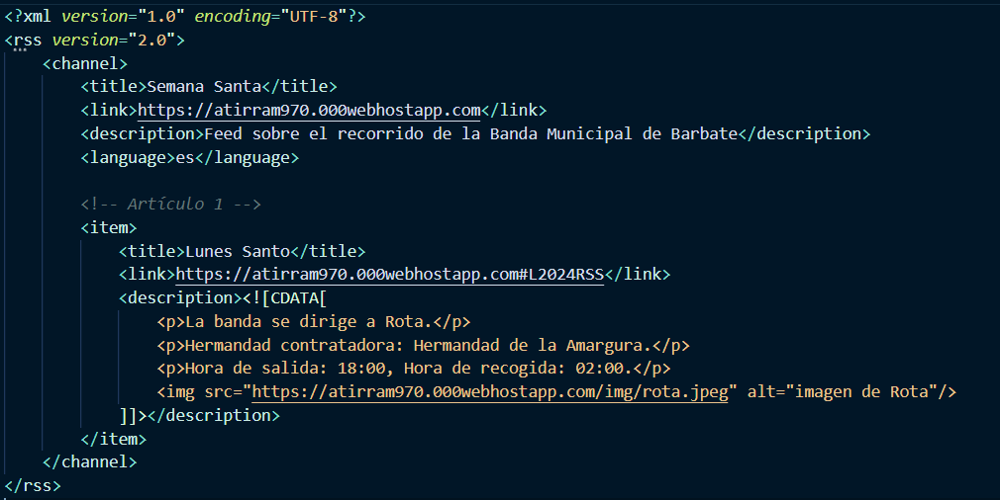 <?xml version="1.0" encoding="UTF-8"?>
<rss version="2.0">
    <channel>
        <title>Semana Santa</title>
        <link>https://atirram970.000webhostapp.com</link>
        <description>Feed sobre el recorrido de la Banda Municipal de Barbate</description>
        <language>es</language>

        <!-- Artículo 1 -->
        <item>
            <title>Lunes Santo</title>
            <link>https://atirram970.000webhostapp.com#L2024RSS</link>
            <description><![CDATA[
                <p>La banda se dirige a Rota.</p>
                <p>Hermandad contratadora: Hermandad de la Amargura.</p>
                <p>Hora de salida: 18:00, Hora de recogida: 02:00.</p>
                <img src="https://atirram970.000webhostapp.com/img/rota.jpeg" alt="imagen de Rota"/>
            ]]></description>
        </item>
    </channel>
</rss>